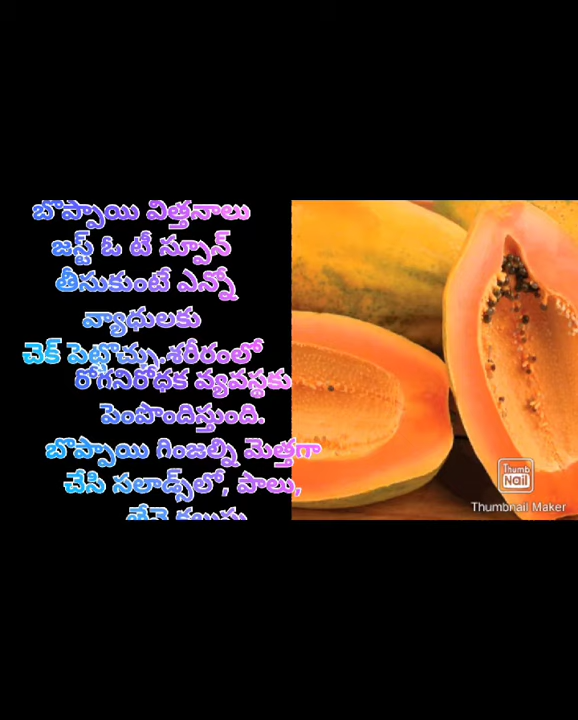 బొప్పాయి విత్తనాలు
జస్ట్ ఓ టీ స్పూన్
తీసుకుంటే ఎన్నో
వ్యాధులకు
చెక్ పెట్టొచ్చు.శరీరంలో
రోగనిరోధక వ్యవస్థకు
పెంపొందిస్తుంది.
బొప్పాయి గింజల్ని మెత్తగా
చేసి సలాడ్స్‌లో, పాలు,
Thumb
Nail
Thumbnail Maker